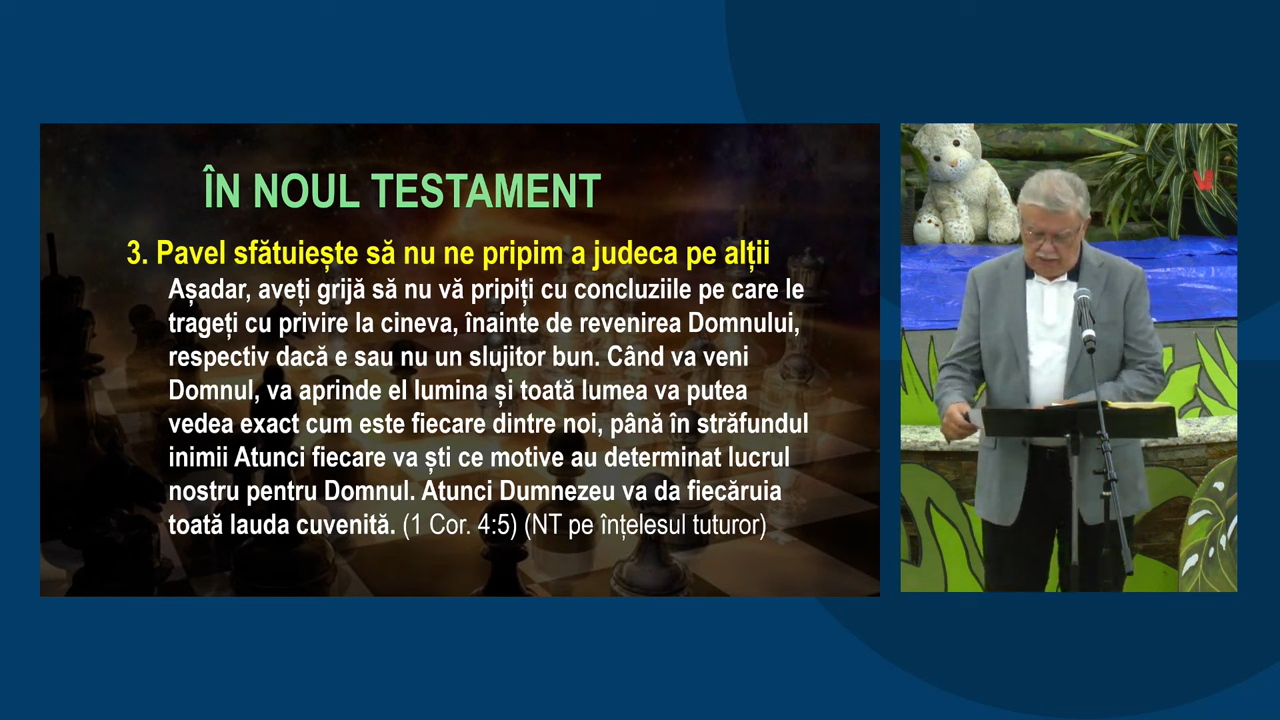 ÎN NOUL TESTAMENT
3. Pavel sfătuiește să nu ne pripim a judeca pe alții
Așadar, aveți grijă să nu vă pripiți cu concluziile pe care le
trageți cu privire la cineva, înainte de revenirea Domnului,
respectiv dacă e sau nu un slujitor bun. Când va veni
Domnul, va aprinde el lumina și toată lumea va putea
vedea exact cum este fiecare dintre noi, până în străfundul
inimii Atunci fiecare va ști ce motive au determinat lucrul
nostru pentru Domnul. Atunci Dumnezeu va da fiecăruia
toată lauda cuvenită. (1 Cor. 4:5) (NT pe înțelesul tuturor)